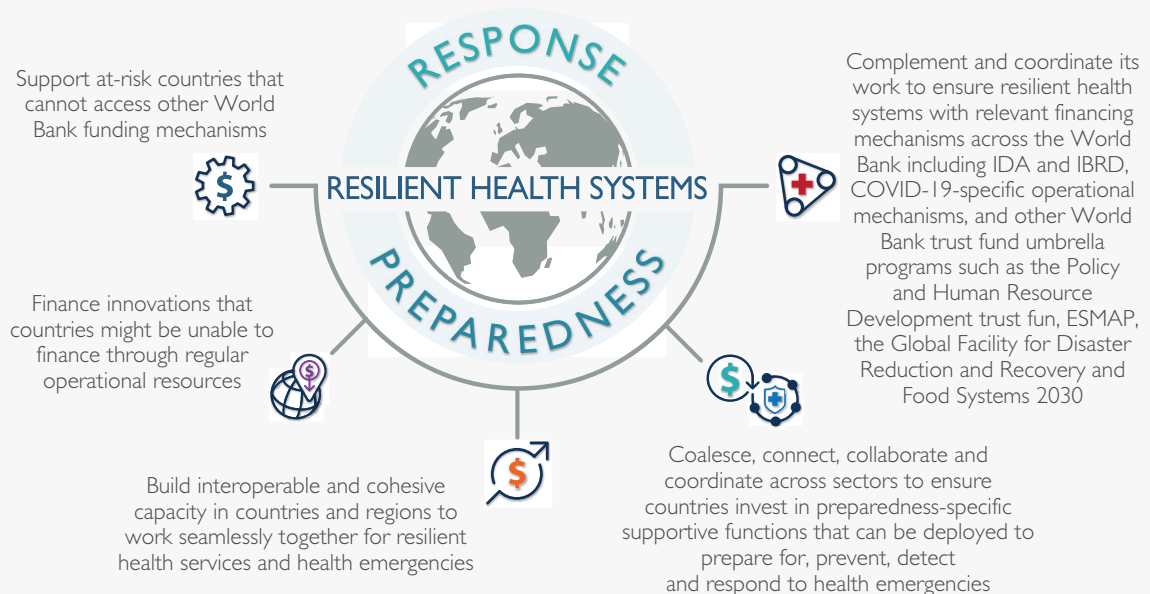 RESPONSE
RESILIENT HEALTH SYSTEMS
PREPAREDNESS
Support at-risk countries that
cannot access other World
Bank funding mechanisms
$
Finance innovations that
countries might be unable to
finance through regular
operational resources
$
Build interoperable and cohesive
capacity in countries and regions to
work seamlessly together for resilient
health services and health emergencies
$
Coalesce, connect, collaborate and
coordinate across sectors to ensure
countries invest in preparedness-specific
supportive functions that can be deployed to
prepare for, prevent, detect
and respond to health emergencies
$
Complement and coordinate its
work to ensure resilient health
systems with relevant financing
mechanisms across the World
Bank including IDA and IBRD,
COVID-19-specific operational
mechanisms, and other World
Bank trust fund umbrella
programs such as the Policy
and Human Resource
Development trust fun, ESMAP,
the Global Facility for Disaster
Reduction and Recovery and
Food Systems 2030